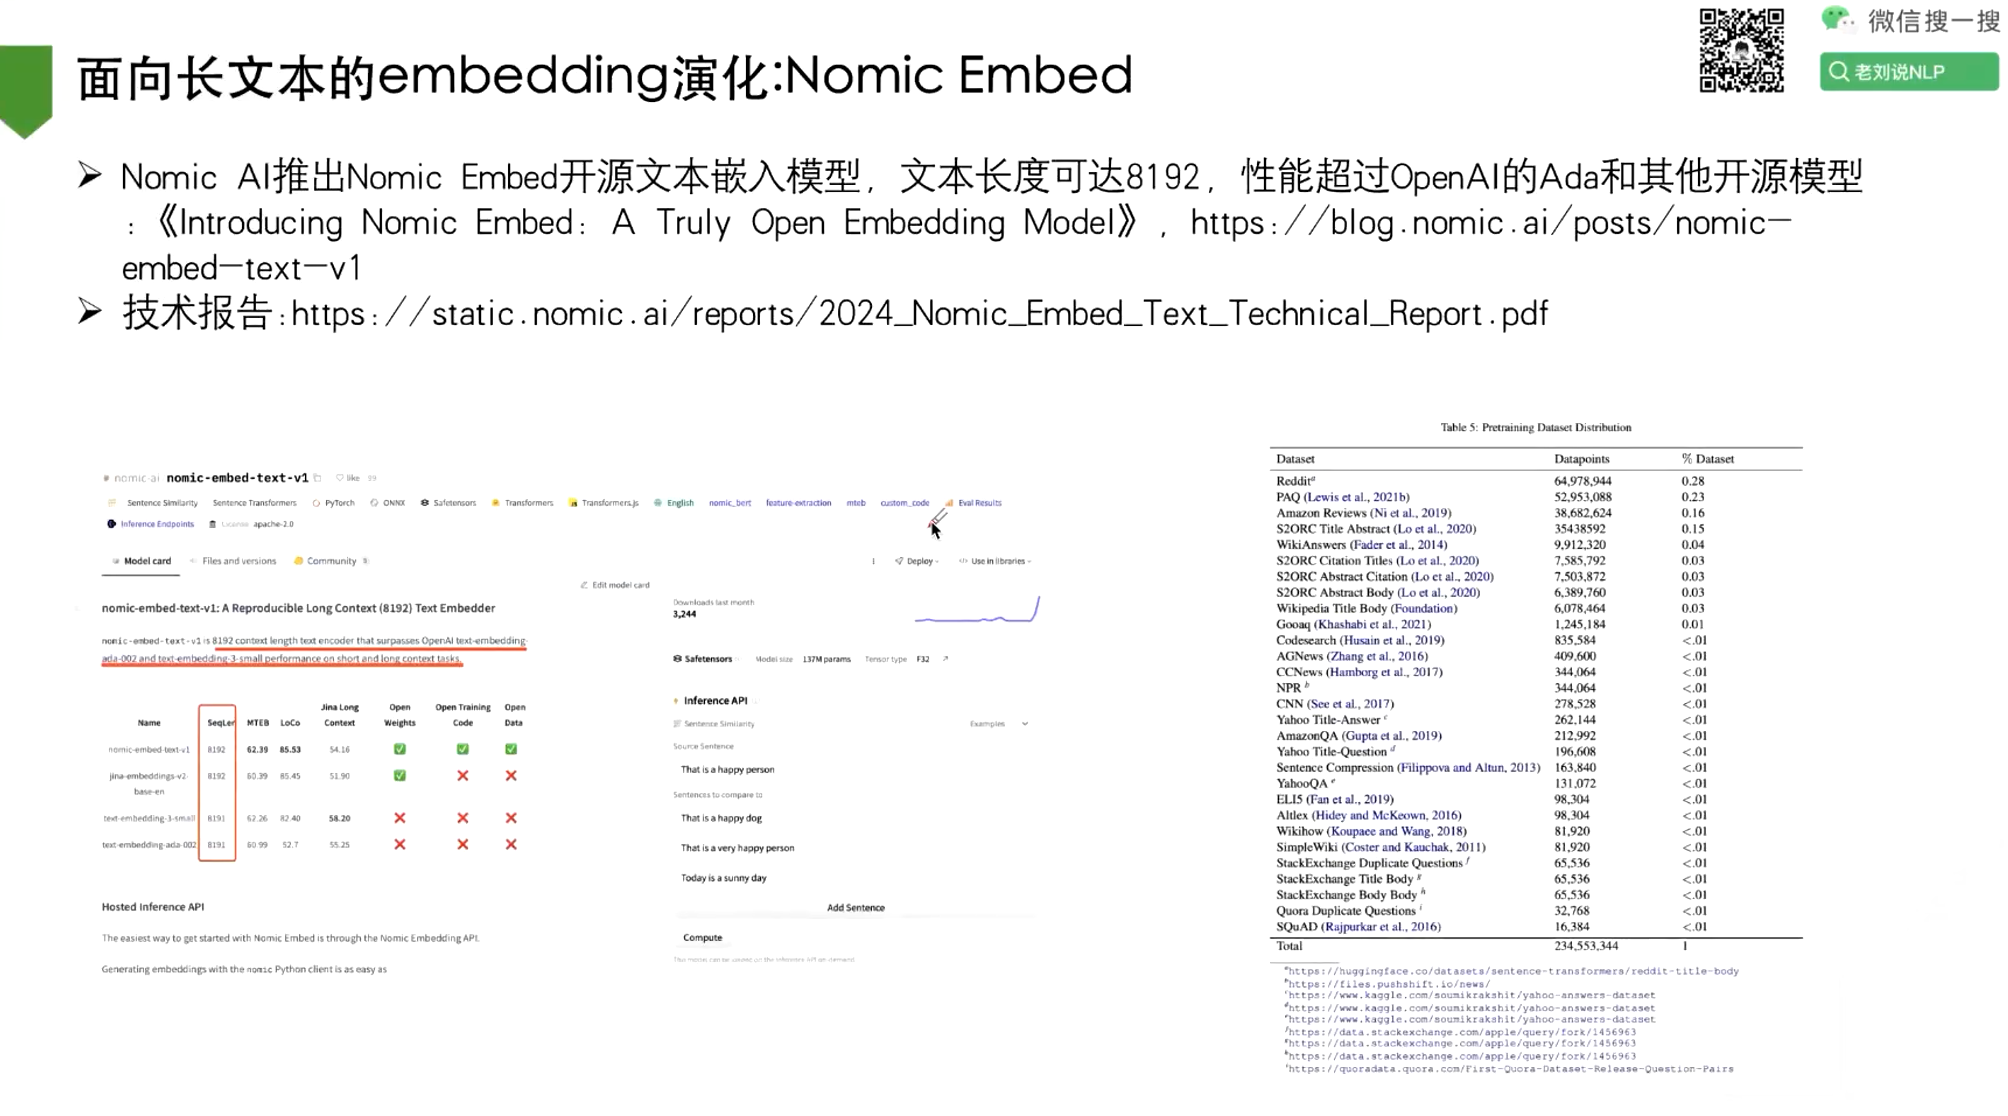 微信搜一搜
老刘说NLP
面向长文本的embedding演化:Nomic Embed
➢ Nomic AI推出Nomic Embed开源文本嵌入模型，文本长度可达8192，性能超过OpenAI的Ada和其他开源模型
：《Introducing Nomic Embed: A Truly Open Embedding Model》，https://blog.nomic.ai/posts/nomic-
embed-text-v1
➢ 技术报告:https://static.nomic.ai/reports/2024_Nomic_Embed_Text_Technical_Report.pdf
nomic-ai nomic-embed-text-v1 like 99
Sentence Similarity Sentence Transformers PyTorch ONNX Safetensors Transformers Transformers.js English nomic_bert feature-extraction mteb custom_code Eval Results
Inference Endpoints License: apache-2.0
Model card Files and versions Community Deploy Use in libraries
Edit model card
nomic-embed-text-v1: A Reproducible Long Context (8192) Text Embedder
nomic-embed-text-v1 is 8192 context length text encoder that surpasses OpenAI text-embedding-
ada-002 and text-embedding-3-small performance on short and long context tasks.
Name SeqLen MTEB LoCo Jina Long Context Open Weights Open Training Code Open Data
nomic-embed-text-v1 8192 62.39 85.53 54.16 ✅ ✅ ✅
jina-embeddings-v2-
base-en 8192 60.39 85.45 51.90 ✅ ❌ ❌
text-embedding-3-small 8191 62.26 82.40 58.20 ❌ ❌ ❌
text-embedding-ada-002 8191 60.99 52.7 55.25 ❌ ❌ ❌
Hosted Inference API
The easiest way to get started with Nomic Embed is through the Nomic Embedding API.
Generating embeddings with the nomic Python client is as easy as
Downloads last month
3,244
Safetensors Model size 137M params Tensor type F32
Inference API
Sentence Similarity Examples
Source Sentence
That is a happy person
Sentences to compare to
That is a happy dog
That is a very happy person
Today is a sunny day
Add Sentence
Compute
Table 5: Pretraining Dataset Distribution
Dataset Datapoints % Dataset
Reddit^a 64,978,944 0.28
PAQ (Lewis et al., 2021b) 52,953,088 0.23
Amazon Reviews (Ni et al., 2019) 38,682,624 0.16
S2ORC Title Abstract (Lo et al., 2020) 35438592 0.15
WikiAnswers (Fader et al., 2014) 9,912,320 0.04
S2ORC Citation Titles (Lo et al., 2020) 7,585,792 0.03
S2ORC Abstract Citation (Lo et al., 2020) 7,503,872 0.03
S2ORC Abstract Body (Lo et al., 2020) 6,389,760 0.03
Wikipedia Title Body (Foundation) 6,078,464 0.03
Gooaq (Khashabi et al., 2021) 1,245,184 0.01
Codesearch (Husain et al., 2019) 835,584 <.01
AGNews (Zhang et al., 2016) 409,600 <.01
CCNews (Hamborg et al., 2017) 344,064 <.01
NPR ^b 344,064 <.01
CNN (See et al., 2017) 278,528 <.01
Yahoo Title-Answer ^c 262,144 <.01
AmazonQA (Gupta et al., 2019) 212,992 <.01
Yahoo Title-Question ^d 196,608 <.01
Sentence Compression (Filippova and Altun, 2013) 163,840 <.01
YahooQA ^e 131,072 <.01
ELI5 (Fan et al., 2019) 98,304 <.01
Altlex (Hidey and McKeown, 2016) 98,304 <.01
Wikihow (Koupaee and Wang, 2018) 81,920 <.01
SimpleWiki (Coster and Kauchak, 2011) 81,920 <.01
StackExchange Duplicate Questions ^f 65,536 <.01
StackExchange Title Body ^g 65,536 <.01
StackExchange Body Body ^h 65,536 <.01
Quora Duplicate Questions ^i 32,768 <.01
SQuAD (Rajpurkar et al., 2016) 16,384 <.01
Total 234,553,344 1
^a https://huggingface.co/datasets/sentence-transformers/reddit-title-body
^b https://files.pushshift.io/news/
^c https://www.kaggle.com/soumikrakshit/yahoo-answers-dataset
^d https://www.kaggle.com/soumikrakshit/yahoo-answers-dataset
^e https://www.kaggle.com/soumikrakshit/yahoo-answers-dataset
^f https://data.stackexchange.com/apple/query/fork/1456963
^g https://data.stackexchange.com/apple/query/fork/1456963
^h https://data.stackexchange.com/apple/query/fork/1456963
^i https://quoradata.quora.com/First-Quora-Dataset-Release-Question-Pairs